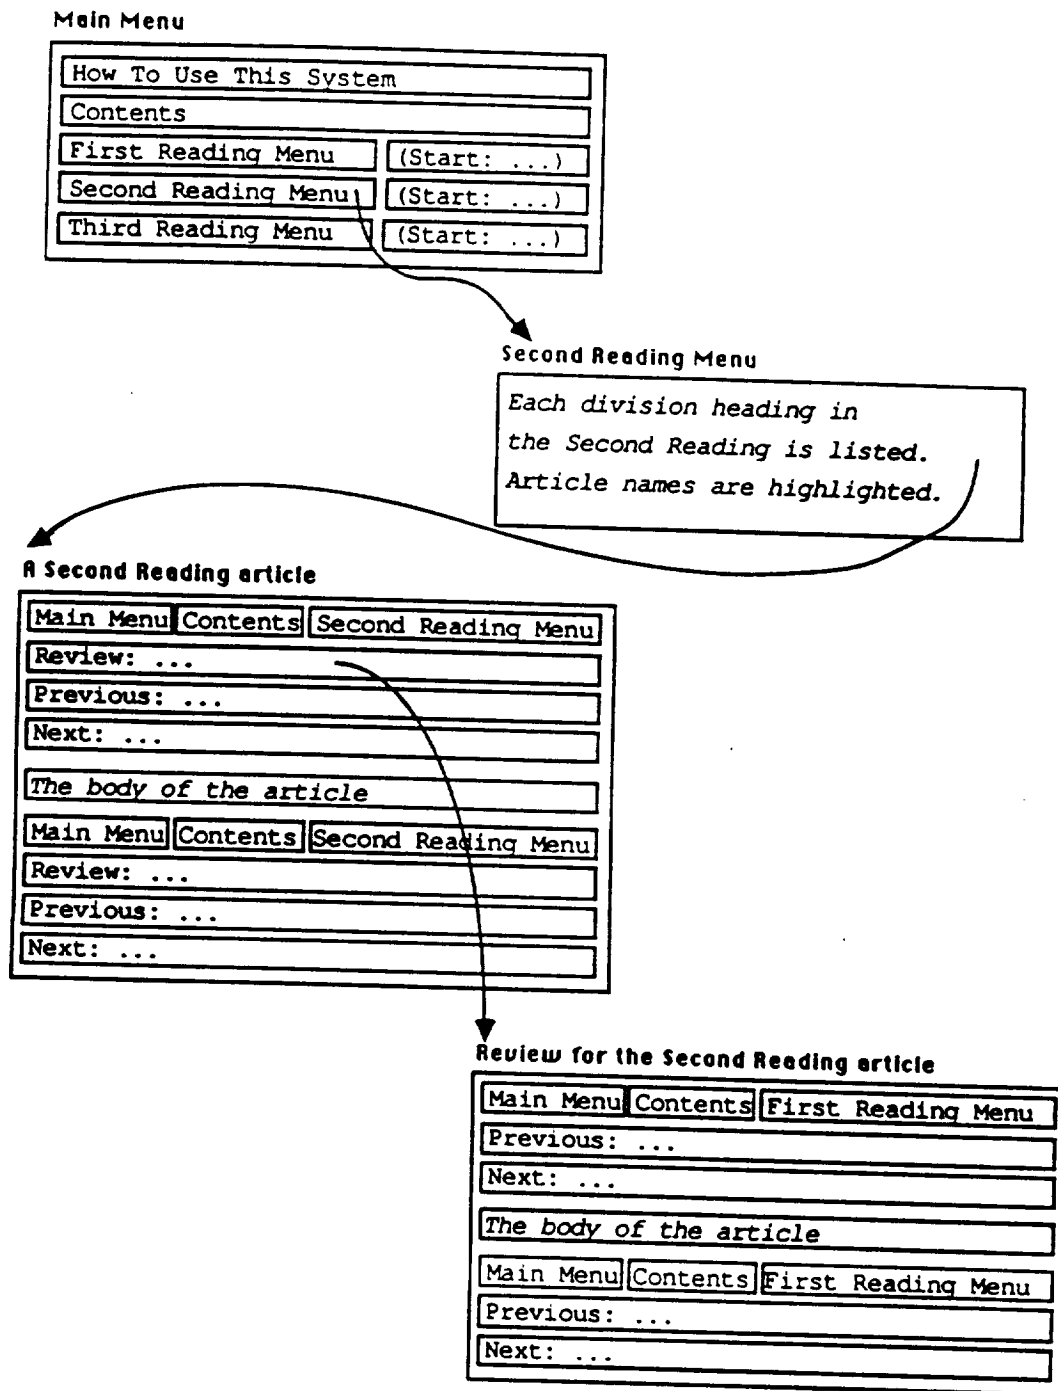 Main Menu
How To Use This System
Contents
First Reading Menu (Start: ...)
Second Reading Menu (Start: ...)
Third Reading Menu (Start: ...)
Second Reading Menu
Each division heading in
the Second Reading is listed.
Article names are highlighted.
A Second Reading article
Main Menu Contents Second Reading Menu
Review: ...
Previous: ...
Next: ...
The body of the article
Main Menu Contents Second Reading Menu
Review: ...
Previous: ...
Next: ...
Review for the Second Reading article
Main Menu Contents First Reading Menu
Previous: ...
Next: ...
The body of the article
Main Menu Contents First Reading Menu
Previous: ...
Next: ...